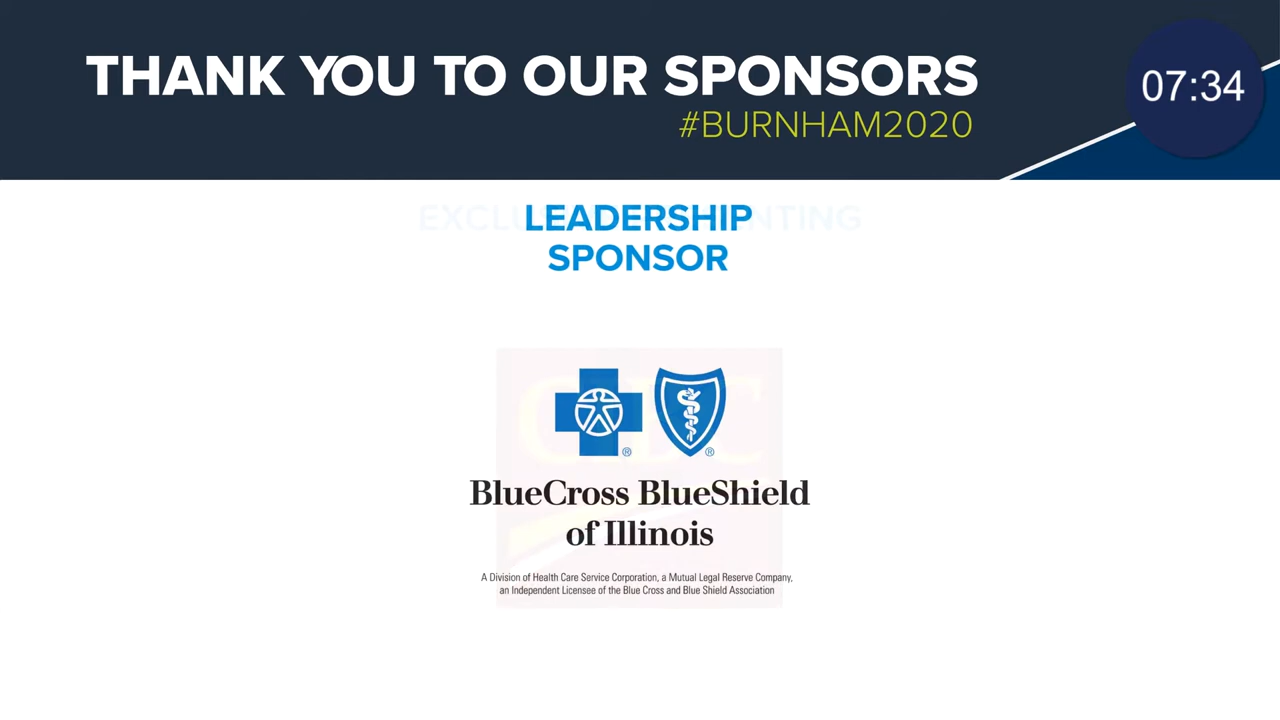 THANK YOU TO OUR SPONSORS
#BURNHAM2020
07:34
LEADERSHIP
SPONSOR
BlueCross BlueShield
of Illinois
A Division of Health Care Service Corporation, a Mutual Legal Reserve Company,
an Independent Licensee of the Blue Cross and Blue Shield Association